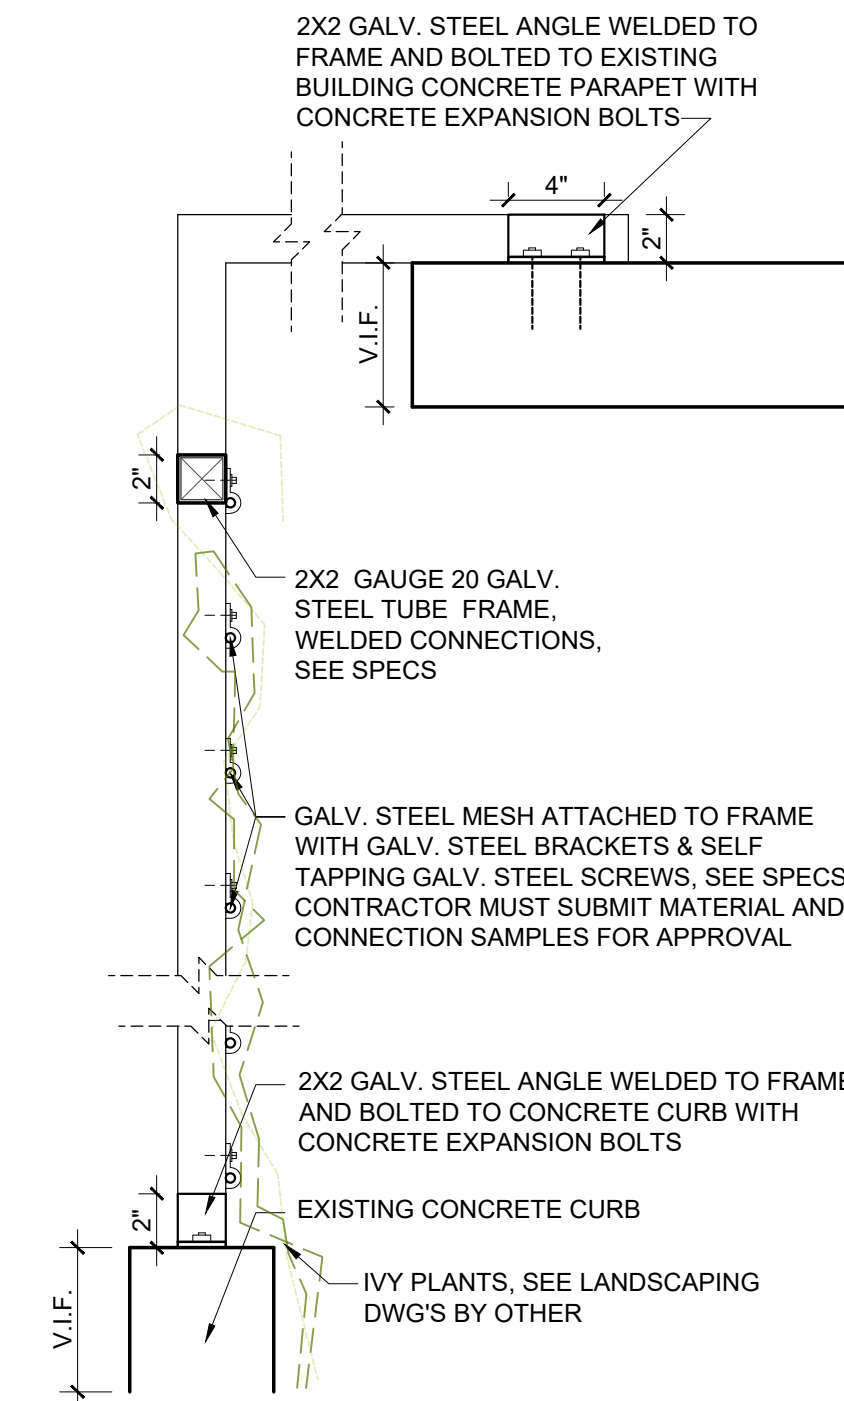 2X2 GALV. STEEL ANGLE WELDED TO
FRAME AND BOLTED TO EXISTING
BUILDING CONCRETE PARAPET WITH
CONCRETE EXPANSION BOLTS
4"
2"
V.I.F.
2"
2X2 GAUGE 20 GALV.
STEEL TUBE FRAME,
WELDED CONNECTIONS,
SEE SPECS
GALV. STEEL MESH ATTACHED TO FRAME
WITH GALV. STEEL BRACKETS & SELF
TAPPING GALV. STEEL SCREWS, SEE SPECS
CONTRACTOR MUST SUBMIT MATERIAL AND
CONNECTION SAMPLES FOR APPROVAL
2X2 GALV. STEEL ANGLE WELDED TO FRAME
AND BOLTED TO CONCRETE CURB WITH
CONCRETE EXPANSION BOLTS
2"
EXISTING CONCRETE CURB
V.I.F.
IVY PLANTS, SEE LANDSCAPING
DWG'S BY OTHER